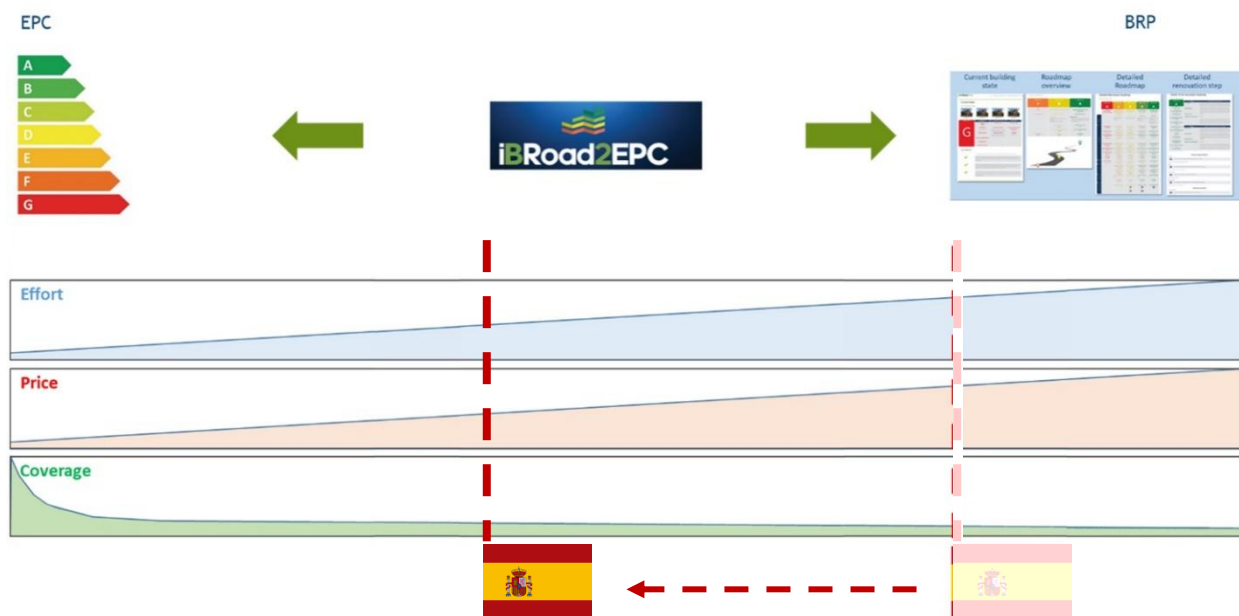 EPC
BRP
A
B
C
D
E
F
G
iBRoad2EPC
Current building
state
Roadmap
overview
Detailed
Roadmap
Detailed
renovation step
G
Effort
Price
Coverage